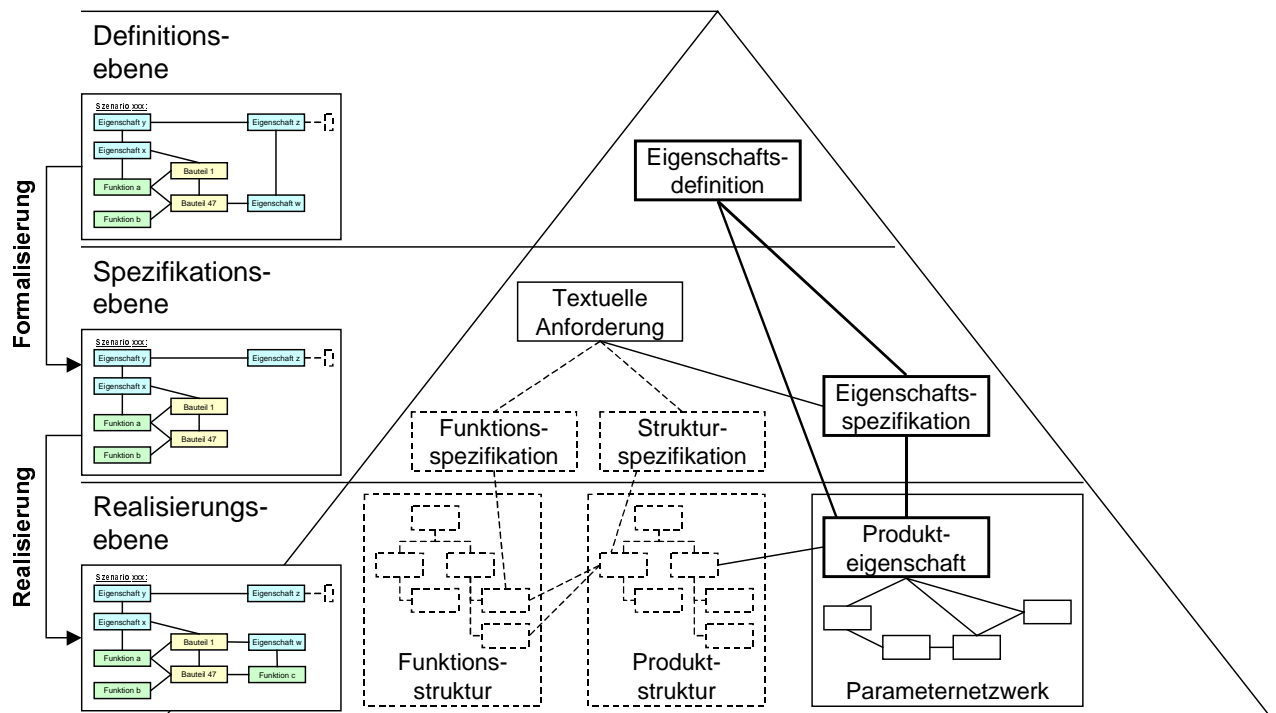 Definitions-
ebene
Szenario xxx:
Eigenschaft y
Eigenschaft z
Eigenschaft x
Bauteil 1
Funktion a
Bauteil 47
Eigenschaft w
Funktion b
Eigenschafts-
definition
Formalisierung
Spezifikations-
ebene
Szenario xxx:
Eigenschaft y
Eigenschaft z
Eigenschaft x
Bauteil 1
Funktion a
Bauteil 47
Funktion b
Textuelle
Anforderung
Eigenschafts-
spezifikation
Funktions-
spezifikation
Struktur-
spezifikation
Realisierung
Realisierungs-
ebene
Szenario xxx:
Eigenschaft y
Eigenschaft z
Eigenschaft x
Bauteil 1
Eigenschaft w
Funktion a
Bauteil 47
Funktion c
Funktion b
Funktions-
struktur
Produkt-
struktur
Produkt-
eigenschaft
Parameternetzwerk